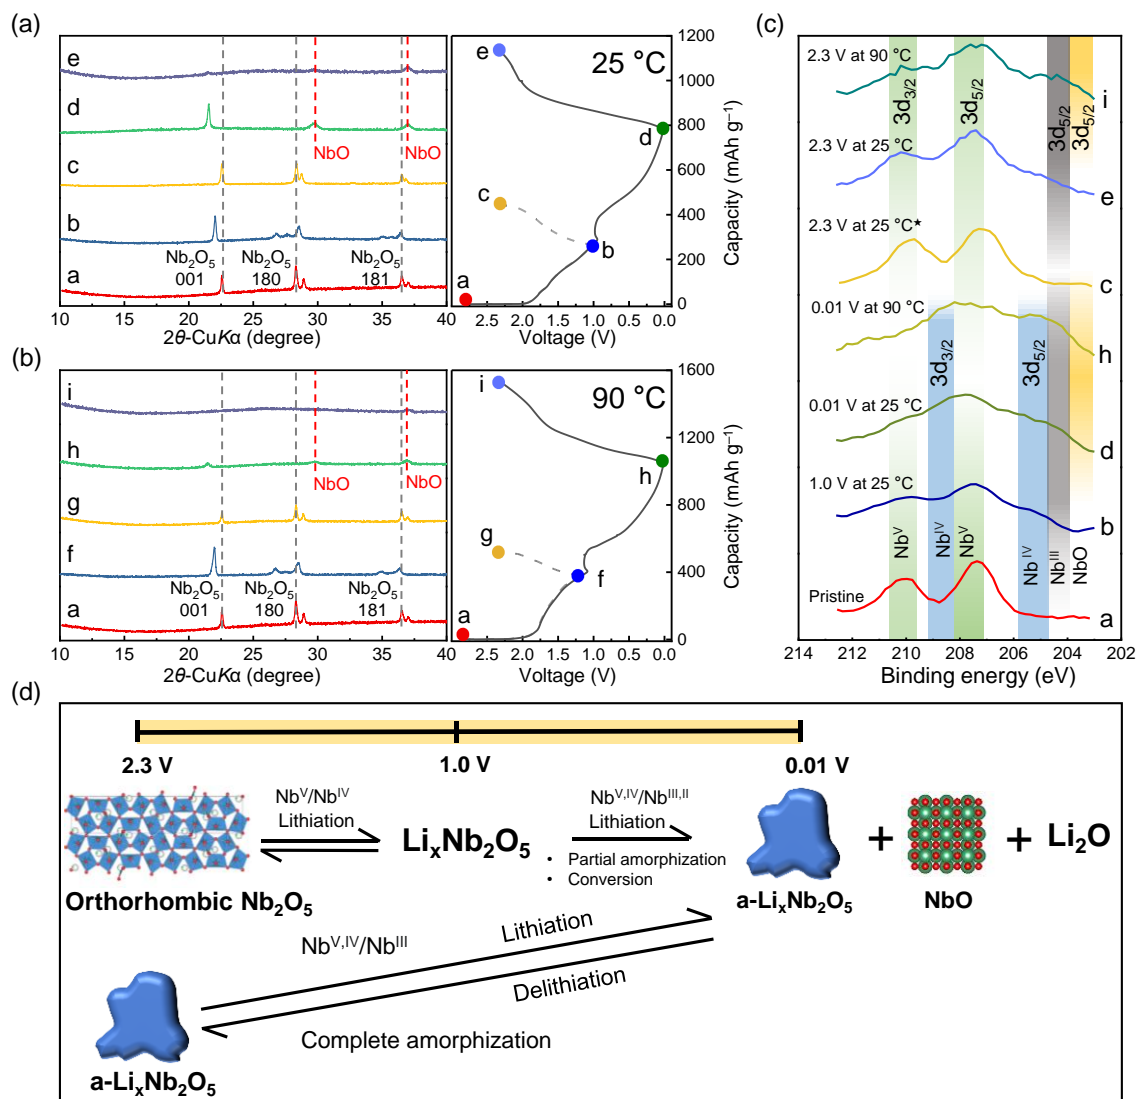 (a)
e
d
c
b
a
NbO
NbO
Nb2O5
001
Nb2O5
180
Nb2O5
181
10 15 20 25 30 35 40
2θ-CuKα (degree)
25 °C
e
d
c
b
a
2.5 2.0 1.5 1.0 0.5 0.0
Voltage (V)
1200
1000
800
600
400
200
0
Capacity (mAh g⁻¹)
(b)
i
h
g
f
a
NbO
NbO
Nb2O5
001
Nb2O5
180
Nb2O5
181
10 15 20 25 30 35 40
2θ-CuKα (degree)
90 °C
i
h
g
f
a
2.5 2.0 1.5 1.0 0.5 0.0
Voltage (V)
1600
1200
800
400
0
Capacity (mAh g⁻¹)
(c)
2.3 V at 90 °C
i
3d3/2
3d5/2
3d5/2
3d5/2
2.3 V at 25 °C
e
2.3 V at 25 °C★
c
0.01 V at 90 °C
h
3d3/2
3d5/2
0.01 V at 25 °C
d
1.0 V at 25 °C
b
NbV
NbIV
NbV
NbIV
NbIII
NbO
Pristine
a
214 212 210 209 207 205 204 202
Binding energy (eV)
(d)
2.3 V
1.0 V
0.01 V
NbV/NbIV
Lithiation
NbV,IV/NbIII,II
Lithiation
LixNb2O5
• Partial amorphization
• Conversion
+
+
Li2O
Orthorhombic Nb2O5
a-LixNb2O5
NbO
NbV,IV/NbIII
Lithiation
Delithiation
Complete amorphization
a-LixNb2O5